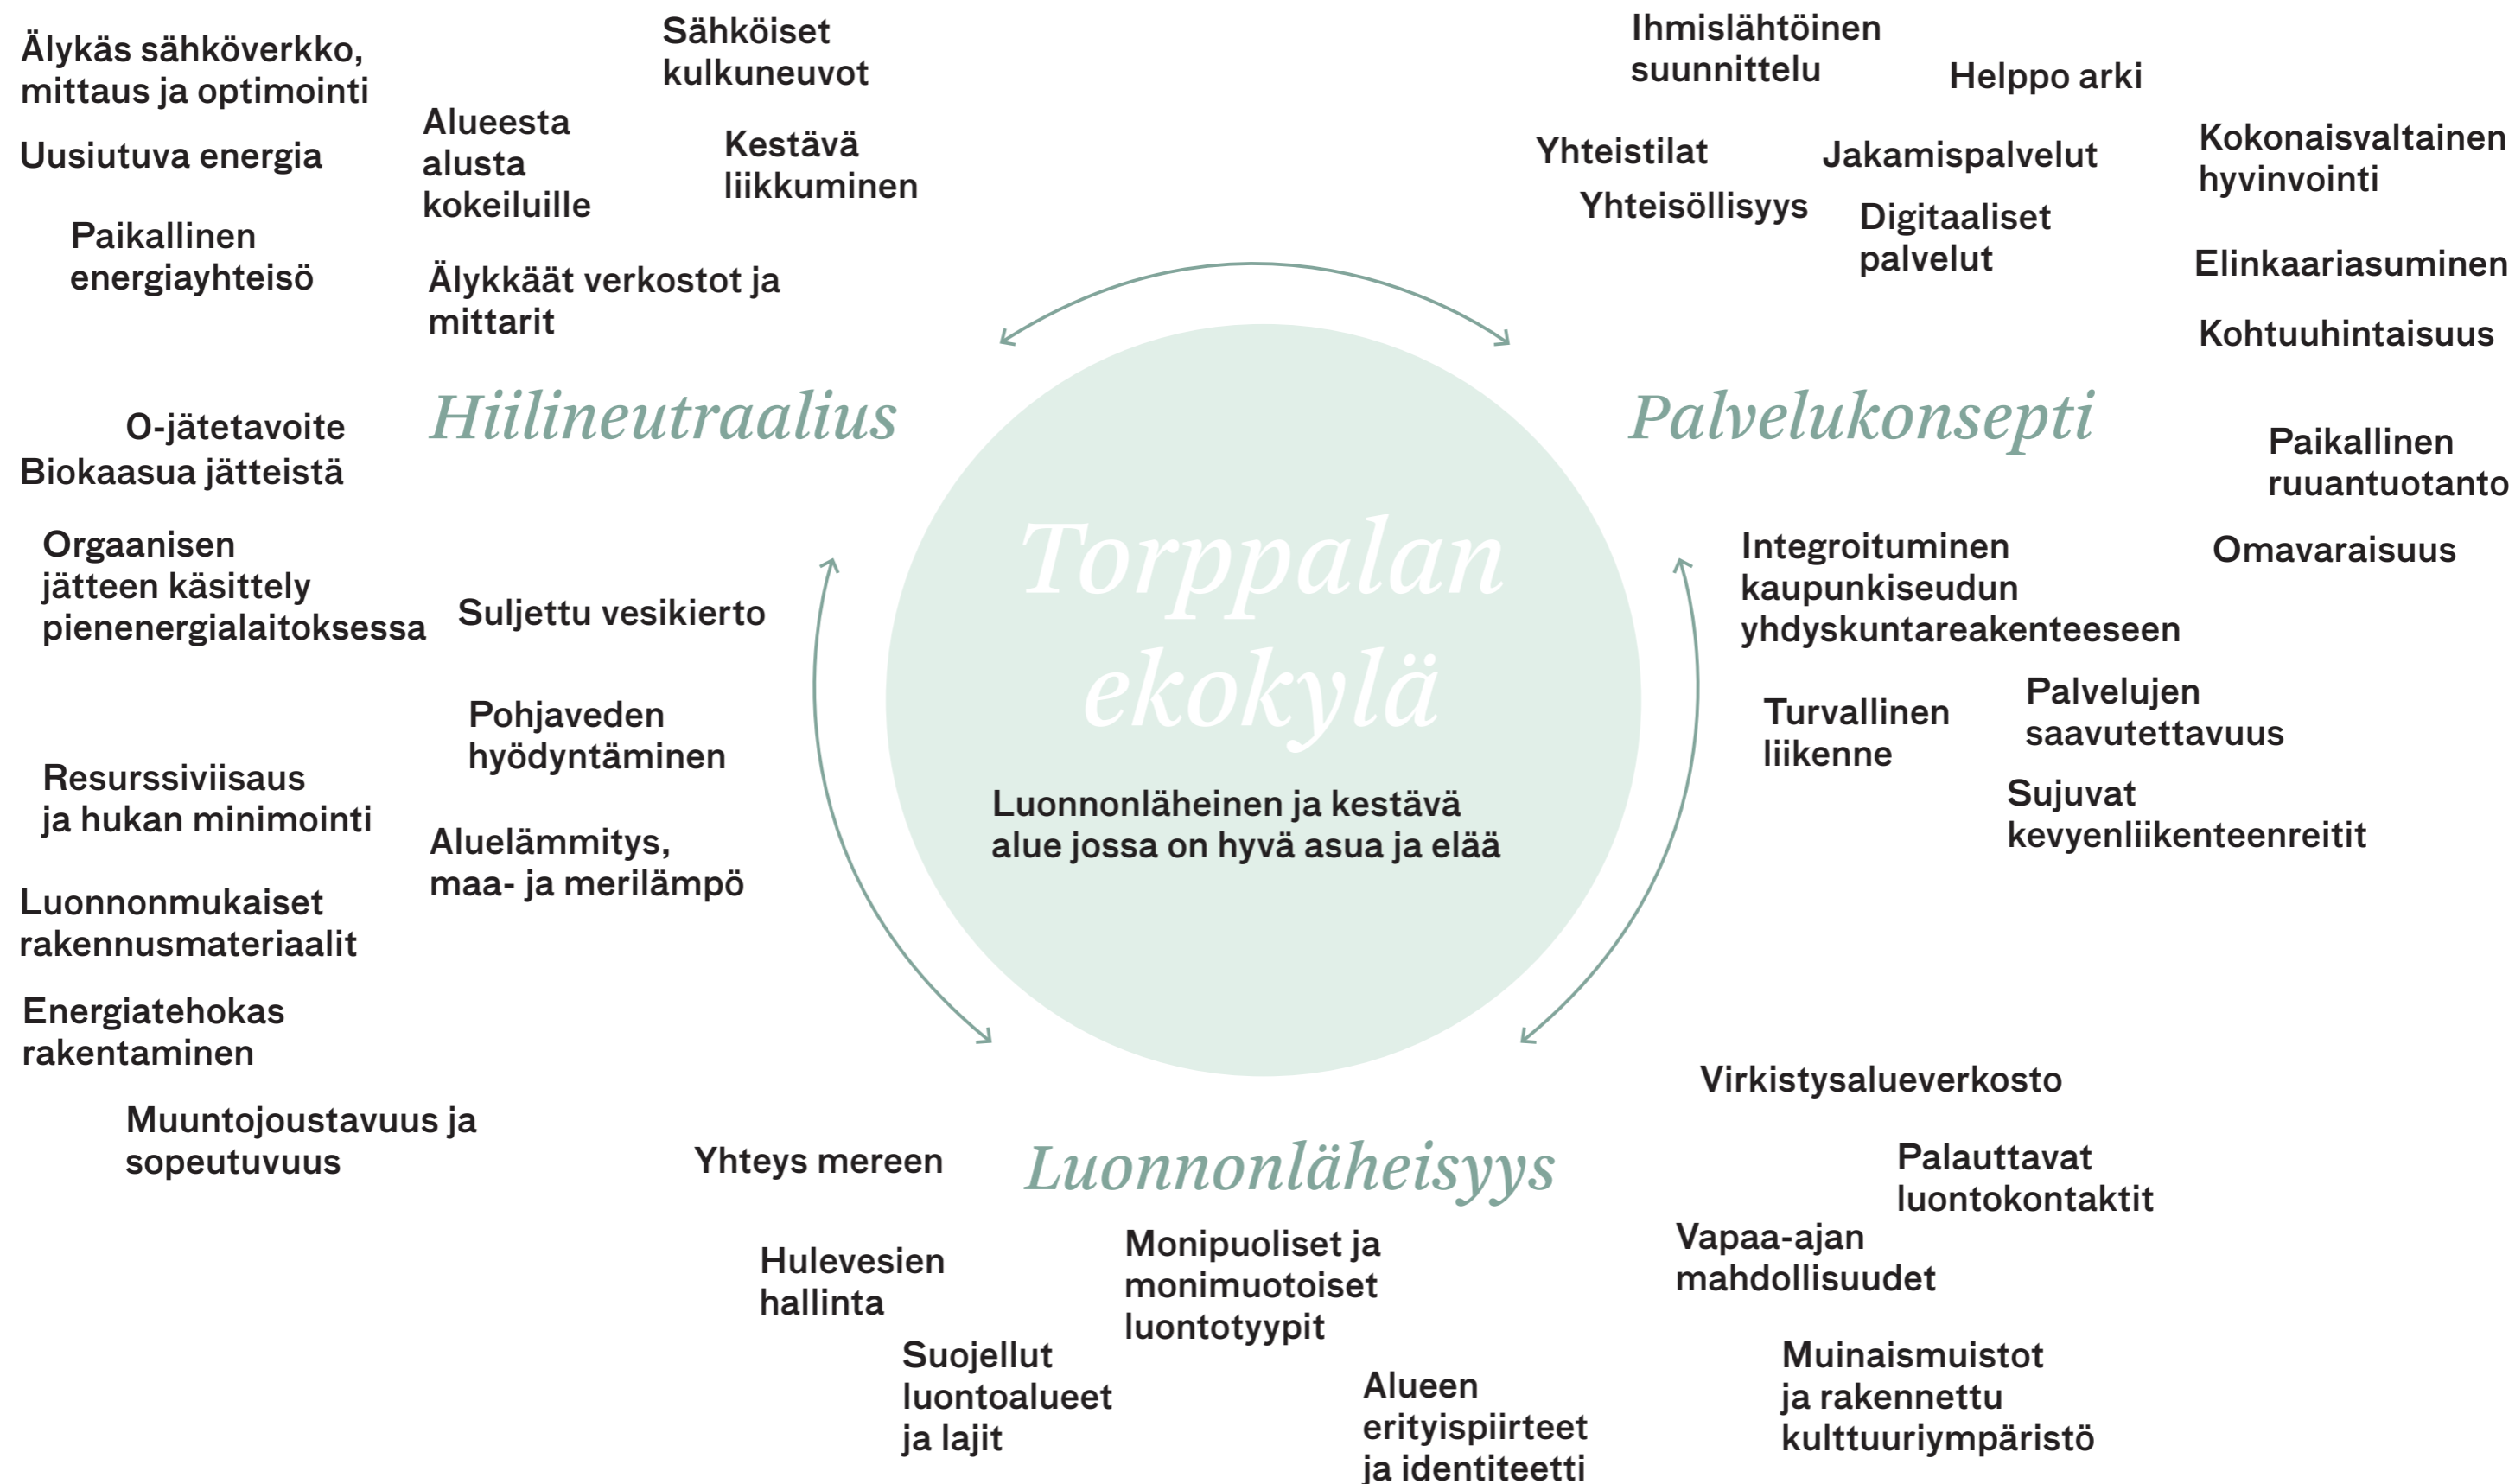 Älykäs sähköverkko,
mittaus ja optimointi
Uusiutuva energia
Paikallinen
energiayhteisö
Alueesta
alusta
kokeiluille
Sähköiset
kulkuneuvot
Kestävä
liikkuminen
Älykkäät verkostot ja
mittarit
Hiilineutraalius
O-jätetavoite
Biokaasua jätteistä
Orgaanisen
jätteen käsittely
pienenergialaitoksessa
Suljettu vesikierto
Pohjaveden
hyödyntäminen
Resurssiviisaus
ja hukan minimointi
Aluelämmitys,
maa- ja merilämpö
Luonnonmukaiset
rakennusmateriaalit
Energiatehokas
rakentaminen
Muuntojoustavuus ja
sopeutuvuus
Torppalan
ekokylä
Luonnonläheinen ja kestävä
alue jossa on hyvä asua ja elää
Ihmislähtöinen
suunnittelu
Helppo arki
Yhteistilat
Jakamispalvelut
Kokonaisvaltainen
hyvinvointi
Yhteisöllisyys
Digitaaliset
palvelut
Elinkaariasuminen
Kohtuuhintaisuus
Palvelukonsepti
Paikallinen
ruuantuotanto
Omavaraisuus
Integroituminen
kaupunkiseudun
yhdyskuntareakenteeseen
Turvallinen
liikenne
Palvelujen
saavutettavuus
Sujuvat
kevyenliikenteenreitit
Luonnonläheisyys
Yhteys mereen
Hulevesien
hallinta
Suojellut
luontoalueet
ja lajit
Monipuoliset ja
monimuotoiset
luontotyypit
Alueen
erityispiirteet
ja identiteetti
Virkistysalueverkosto
Palauttavat
luontokontaktit
Vapaa-ajan
mahdollisuudet
Muinaismuistot
ja rakennettu
kulttuuriympäristö